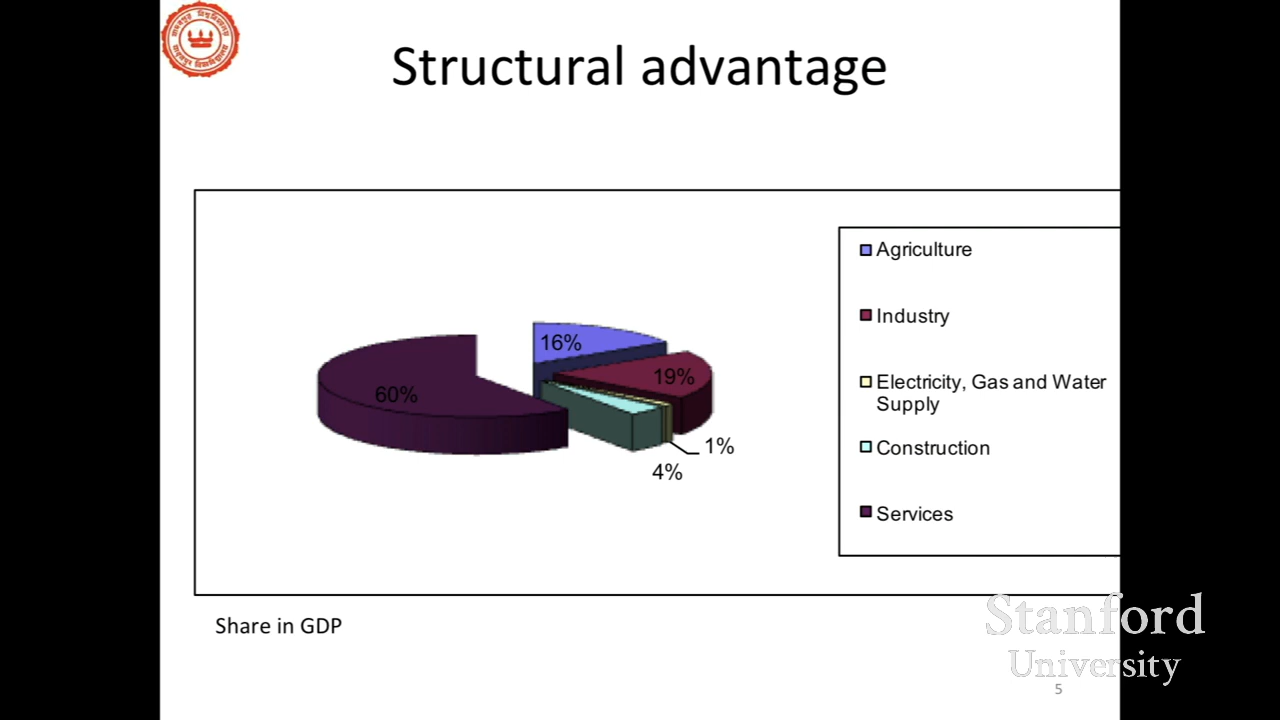 Structural advantage
16%
19%
60%
1%
4%
Agriculture
Industry
Electricity, Gas and Water
Supply
Construction
Services
Share in GDP
Stanford
University
5